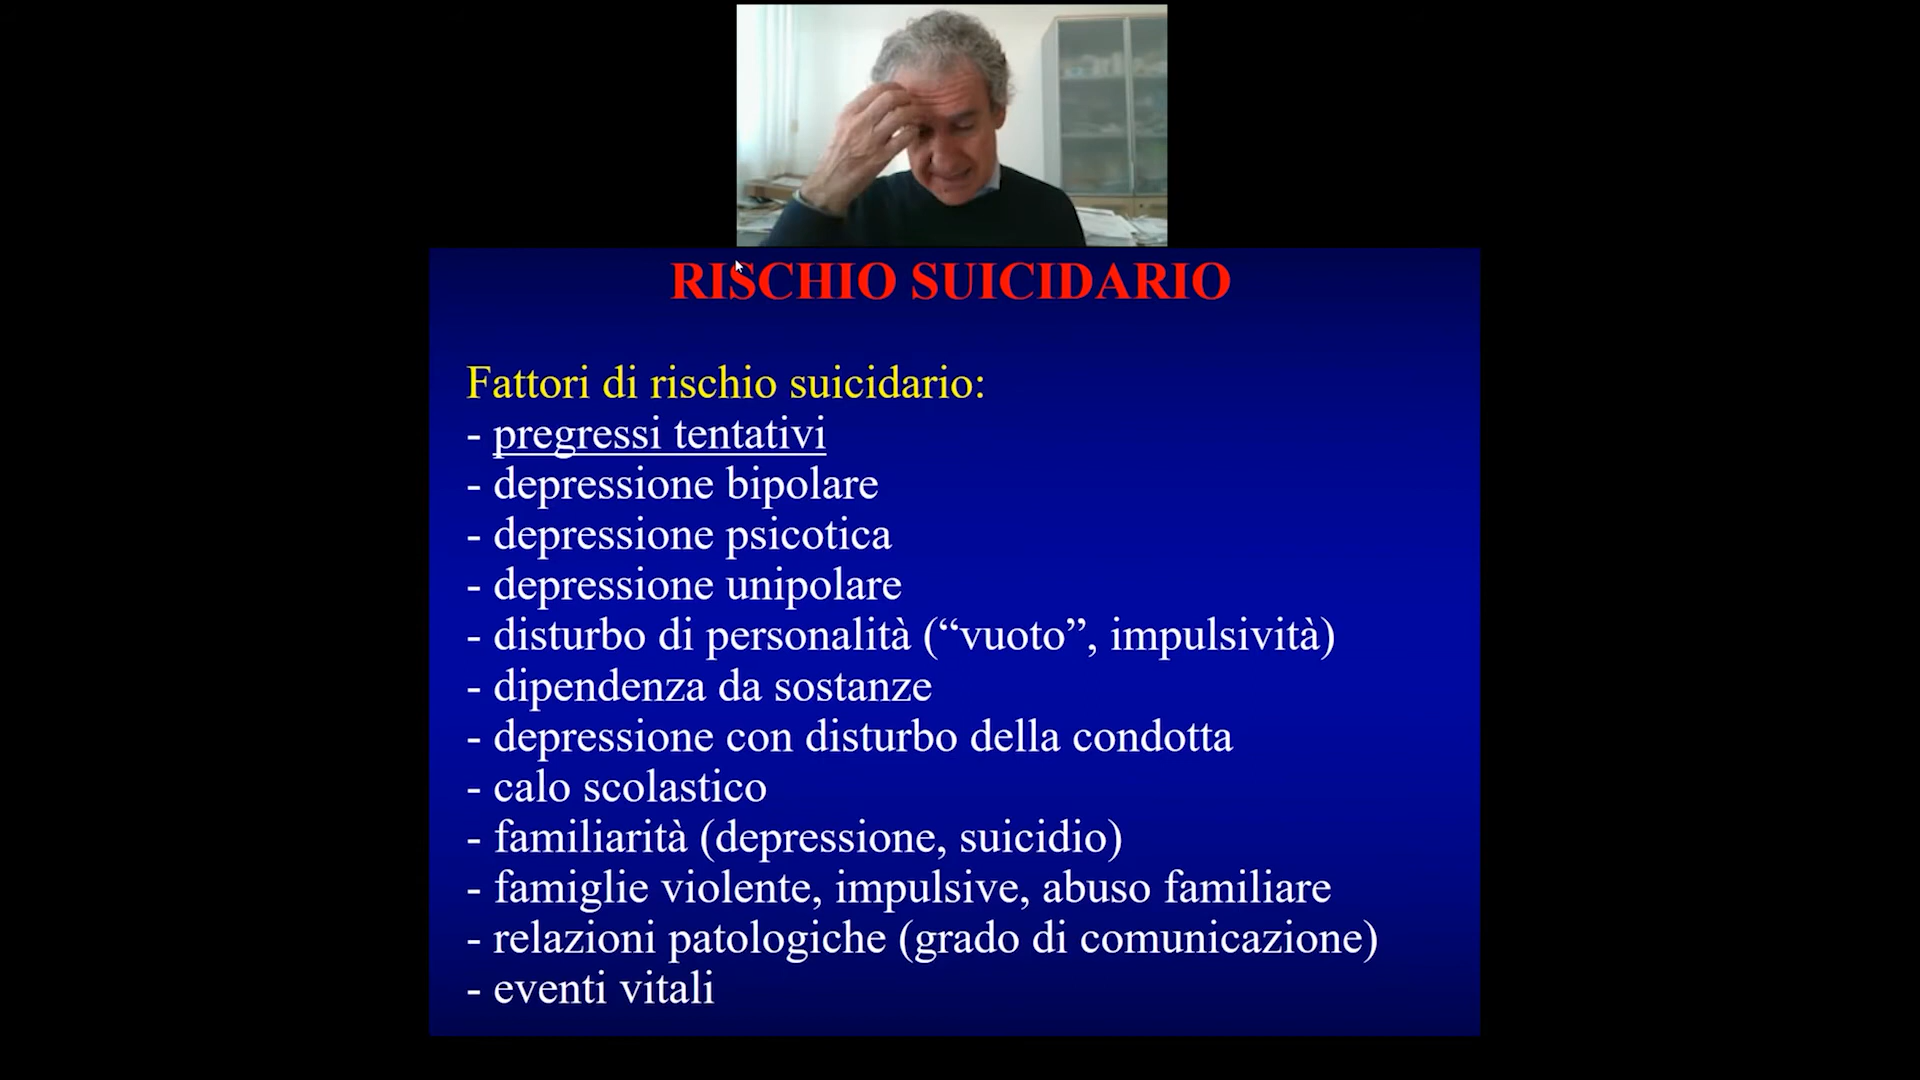 RISCHIO SUICIDARIO
Fattori di rischio suicidario:
- pregressi tentativi
- depressione bipolare
- depressione psicotica
- depressione unipolare
- disturbo di personalità (“vuoto”, impulsività)
- dipendenza da sostanze
- depressione con disturbo della condotta
- calo scolastico
- familiarità (depressione, suicidio)
- famiglie violente, impulsive, abuso familiare
- relazioni patologiche (grado di comunicazione)
- eventi vitali